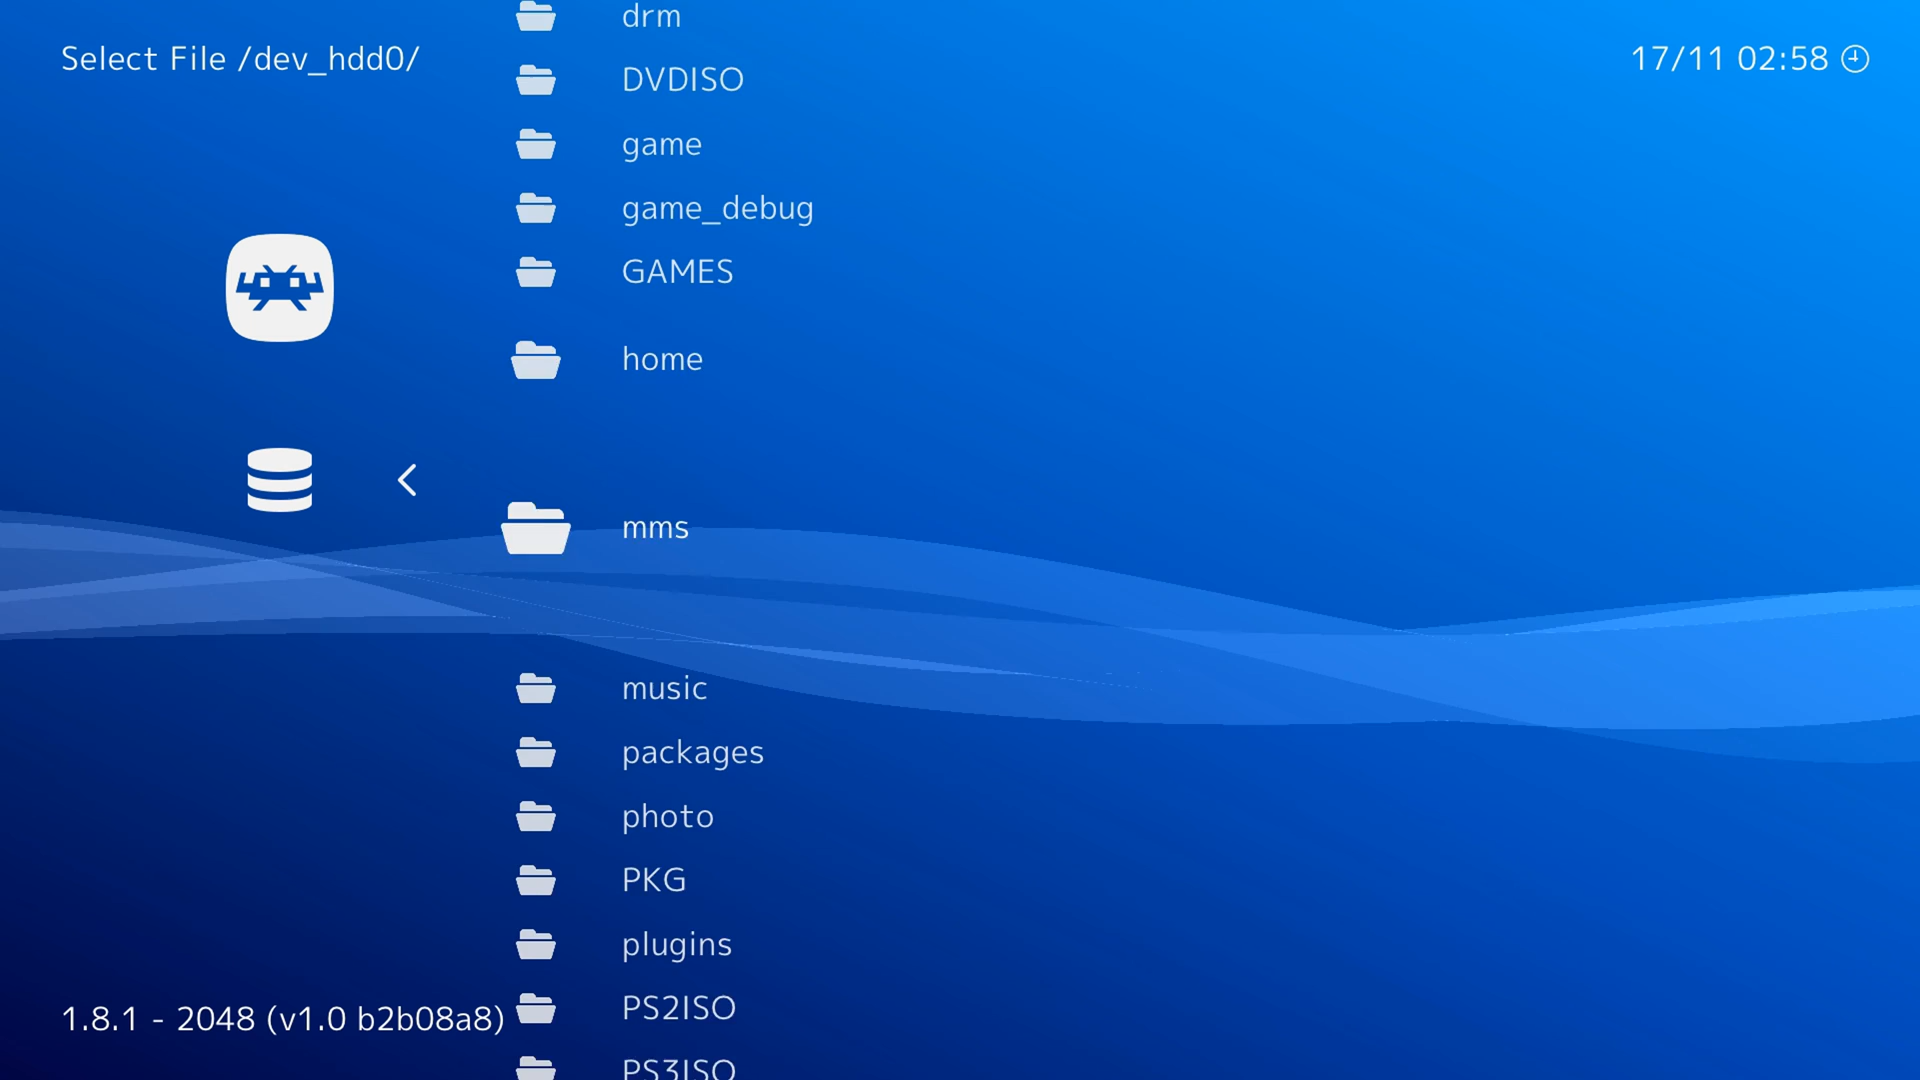 drm
Select File /dev_hdd0/
17/11 02:58
DVDISO
game
game_debug
GAMES
home
mms
music
packages
photo
PKG
plugins
PS2ISO
1.8.1 - 2048 (v1.0 b2b08a8)
PS3ISO